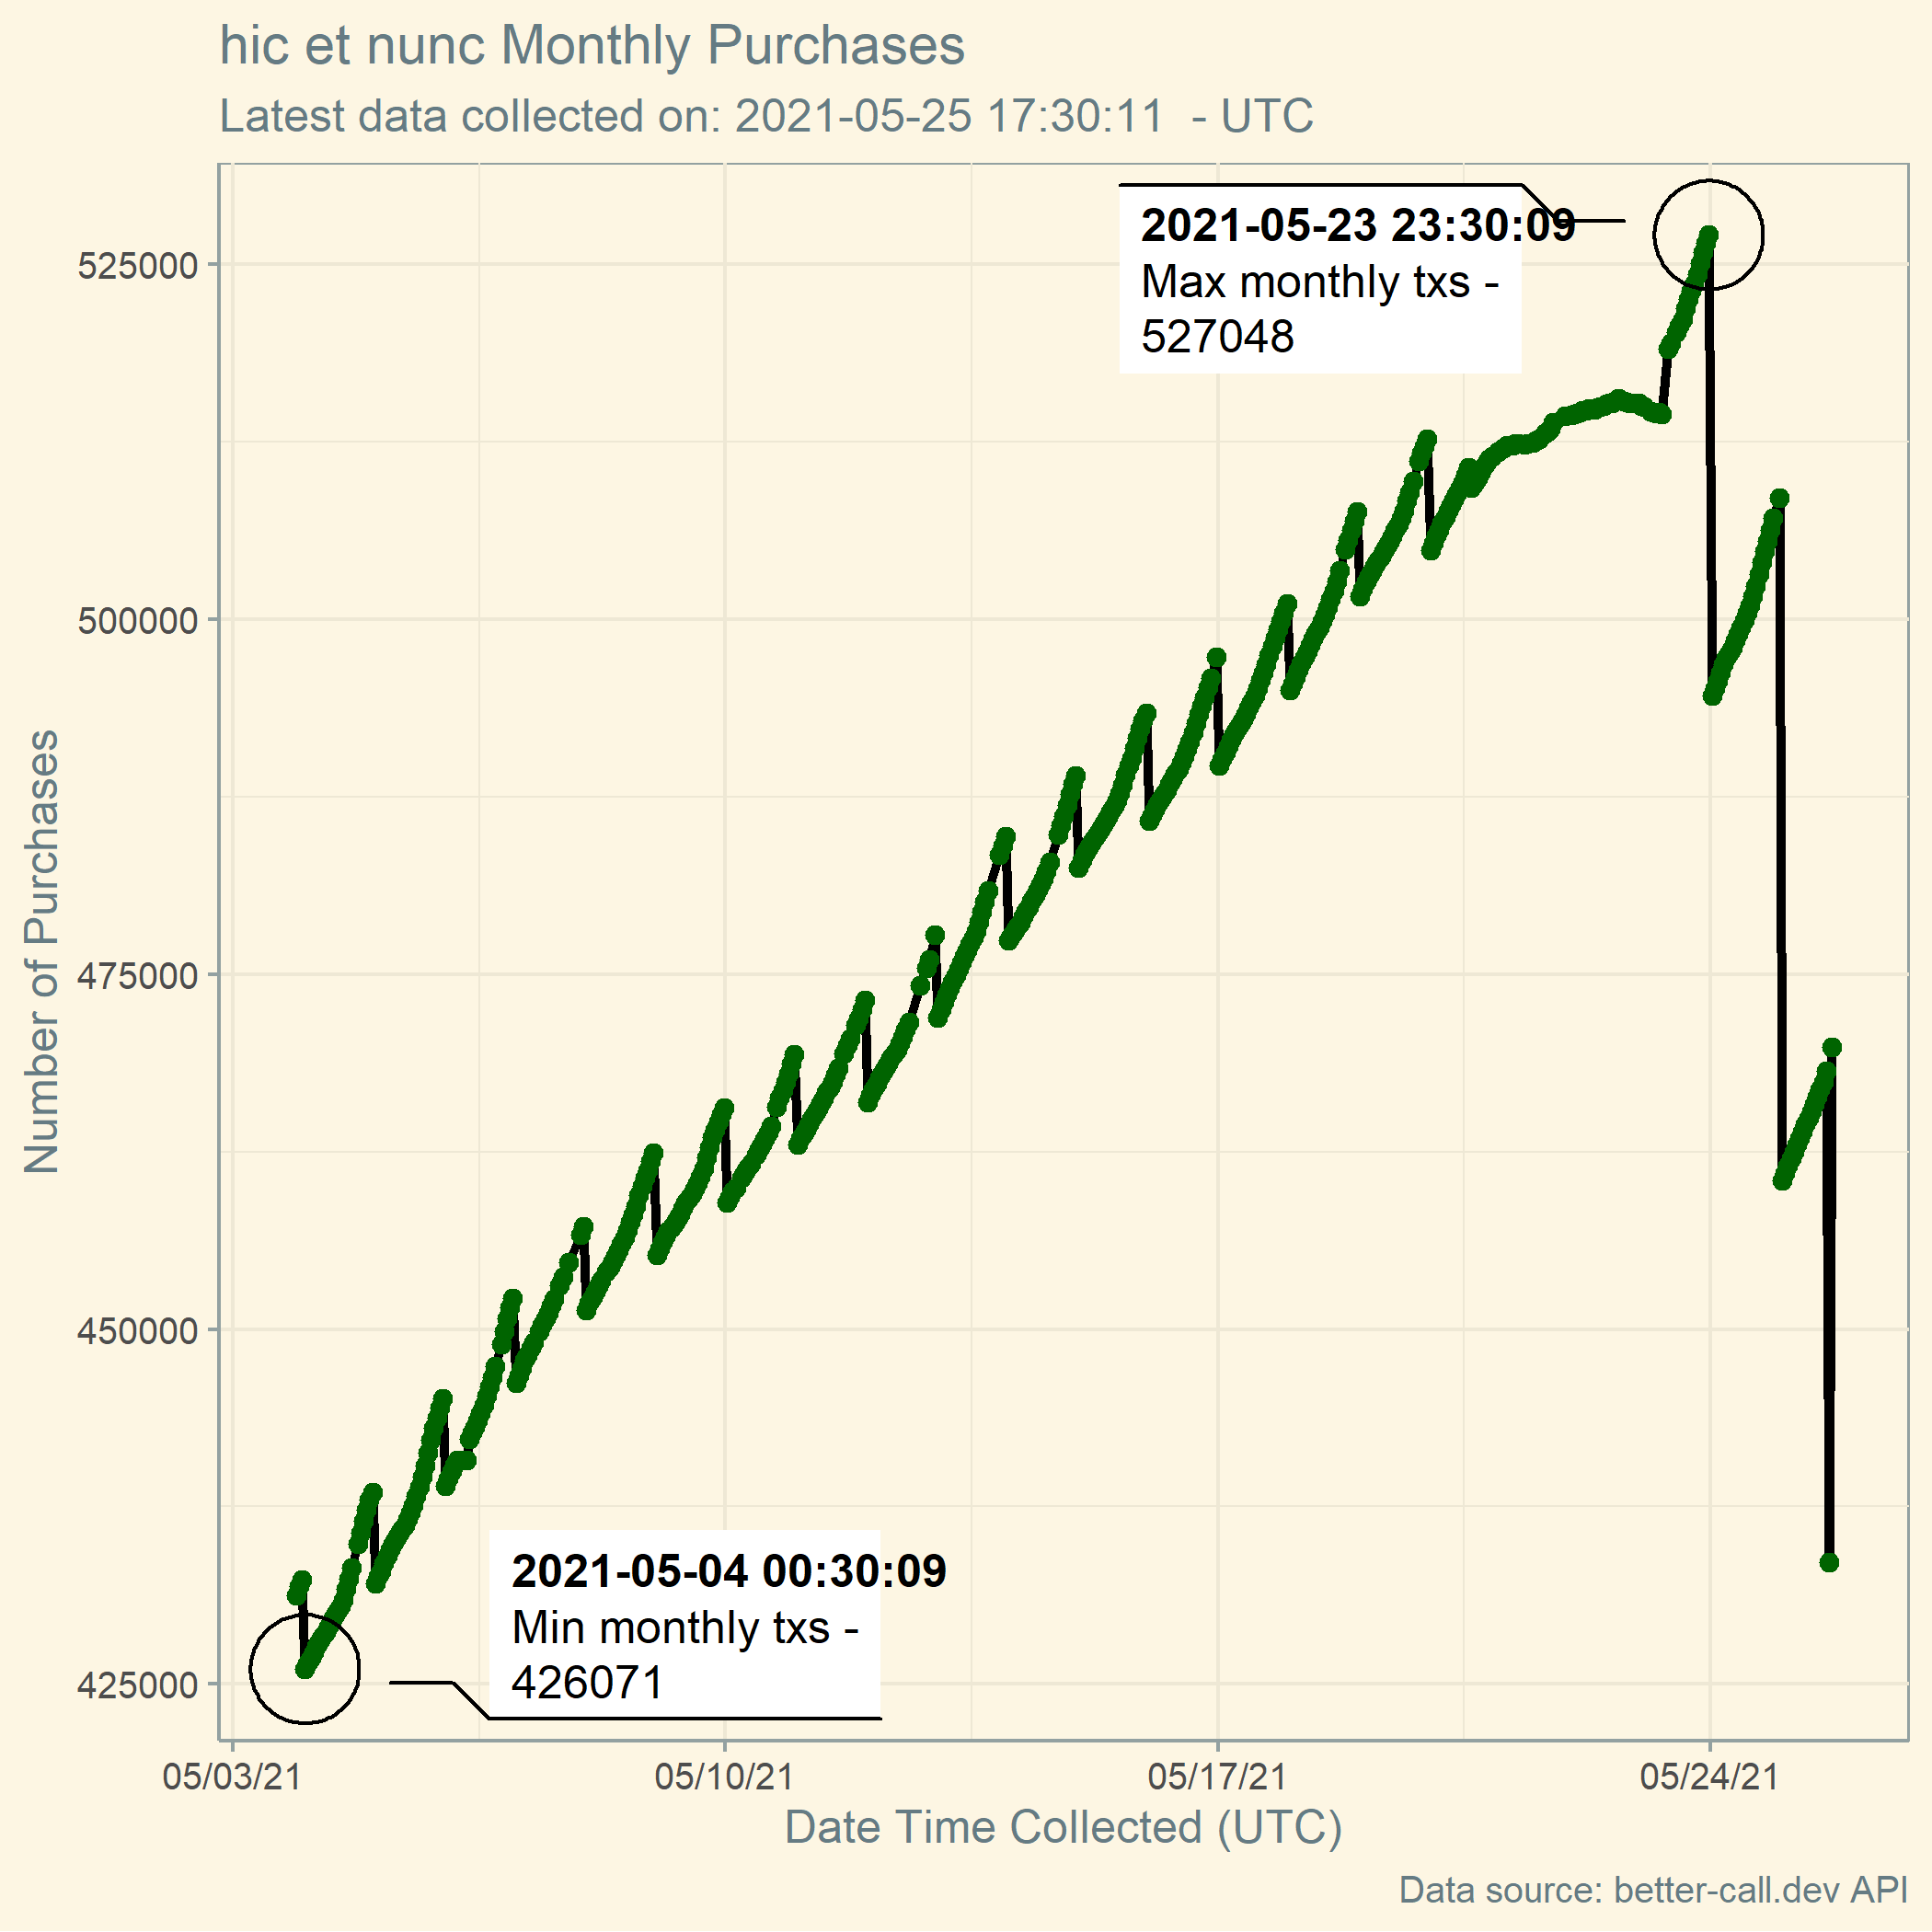 hic et nunc Monthly Purchases
Latest data collected on: 2021-05-25 17:30:11  - UTC
2021-05-23 23:30:09
Max monthly txs -
527048
525000
500000
475000
450000
425000
Number of Purchases
2021-05-04 00:30:09
Min monthly txs -
426071
05/03/21
05/10/21
05/17/21
05/24/21
Date Time Collected (UTC)
Data source: better-call.dev API